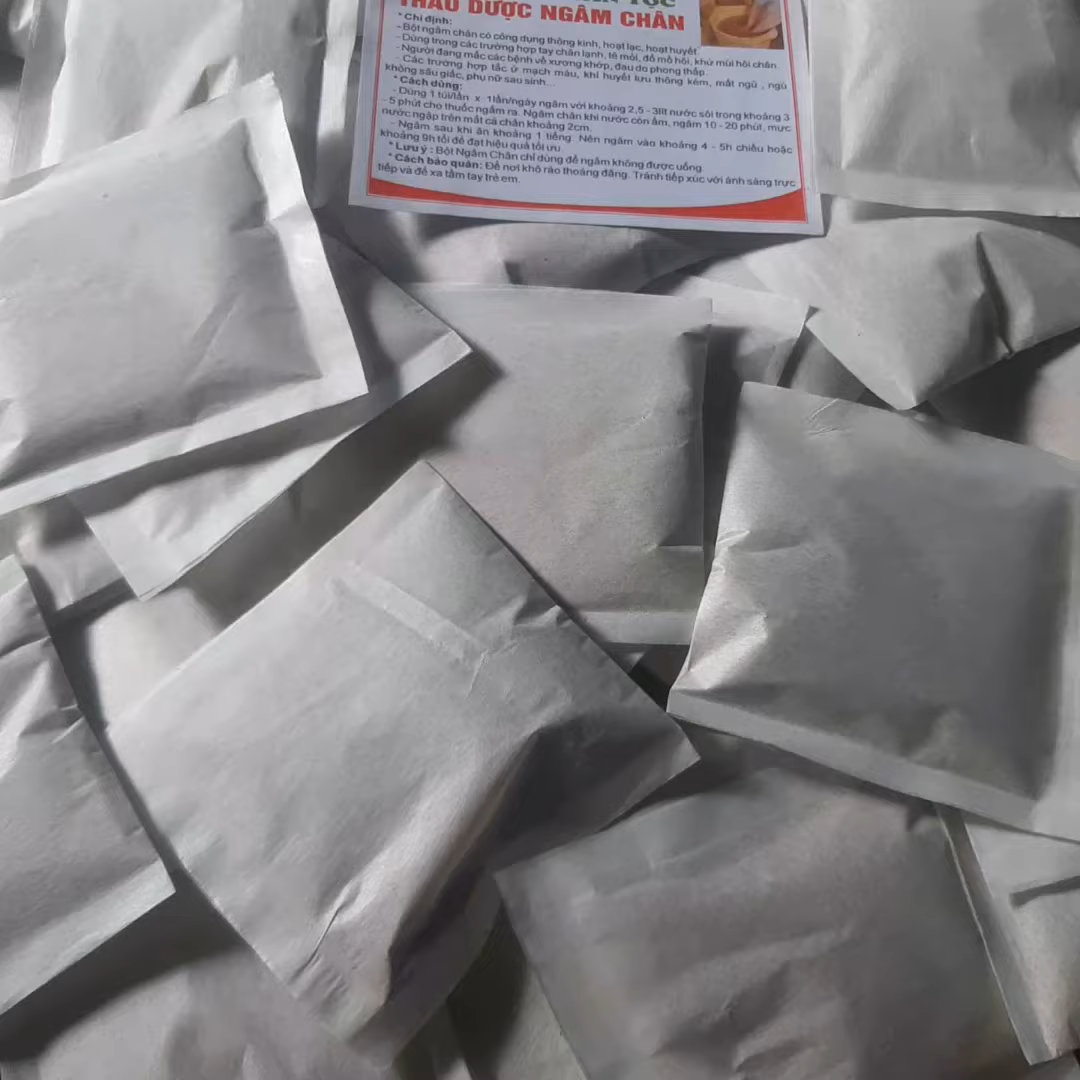 TỘC
THẢO DƯỢC NGÂM CHÂN
* Chỉ định:
- Bột ngâm chân có công dụng thông kinh, hoạt lạc, hoạt huyết.
- Dùng trong các trường hợp tay chân lạnh, tê mỏi, đổ mồ hôi, khử mùi hôi chân.
- Người đang mắc các bệnh về xương khớp, đau do phong thấp.
- Các trường hợp tắc ứ mạch máu, khí huyết lưu thông kém, mất ngủ , ngủ
không sâu giấc, phụ nữ sau sinh...
* Cách dùng:
- Dùng 1 túi/lần x 1lần/ngày ngâm với khoảng 2,5 - 3lit nước sôi trong khoảng 3
- 5 phút cho thuốc ngấm ra. Ngâm chân khi nước còn ấm, ngâm 10 - 20 phút, mực
nước ngập trên mắt cá chân khoảng 2cm.
- Ngâm sau khi ăn khoảng 1 tiếng. Nên ngâm vào khoảng 4 - 5h chiều hoặc
khoảng 9h tối để đạt hiệu quả tối ưu.
* Lưu ý : Bột Ngâm Chân chỉ dùng để ngâm không được uống.
* Cách bảo quản: Để nơi khô ráo thoáng đãng. Tránh tiếp xúc với ánh sáng trực
tiếp và để xa tầm tay trẻ em.